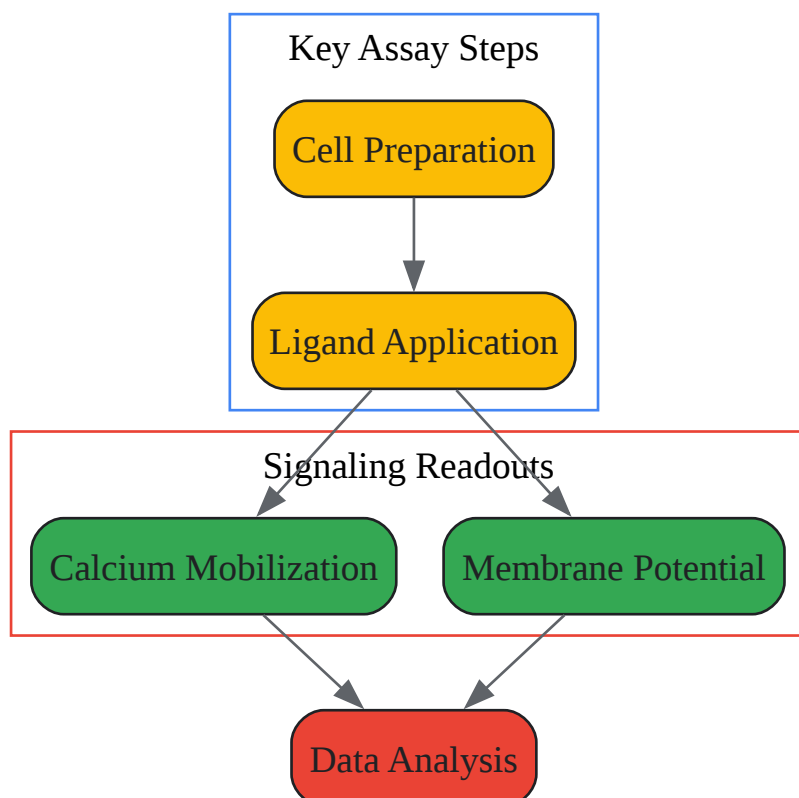 Key Assay Steps
Cell Preparation
Ligand Application
Signaling Readouts
Calcium Mobilization
Membrane Potential
Data Analysis